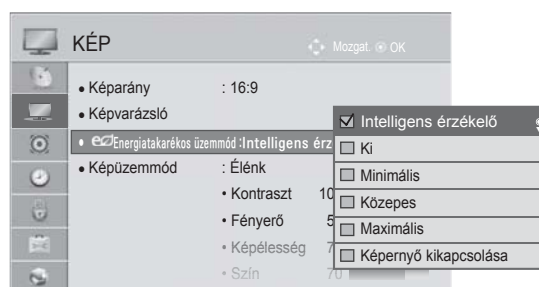 KÉP
Mozgat. OK
• Képarány : 16:9
• Képvarázsló
• eco Energiatakarékos üzemmód :Intelligens érz
• Képüzemmód : Élénk
• Kontraszt 10
• Fényerő 5
• Képélesség 7
• Szín 70
Intelligens érzékelő
Ki
Minimális
Közepes
Maximális
Képernyő kikapcsolása